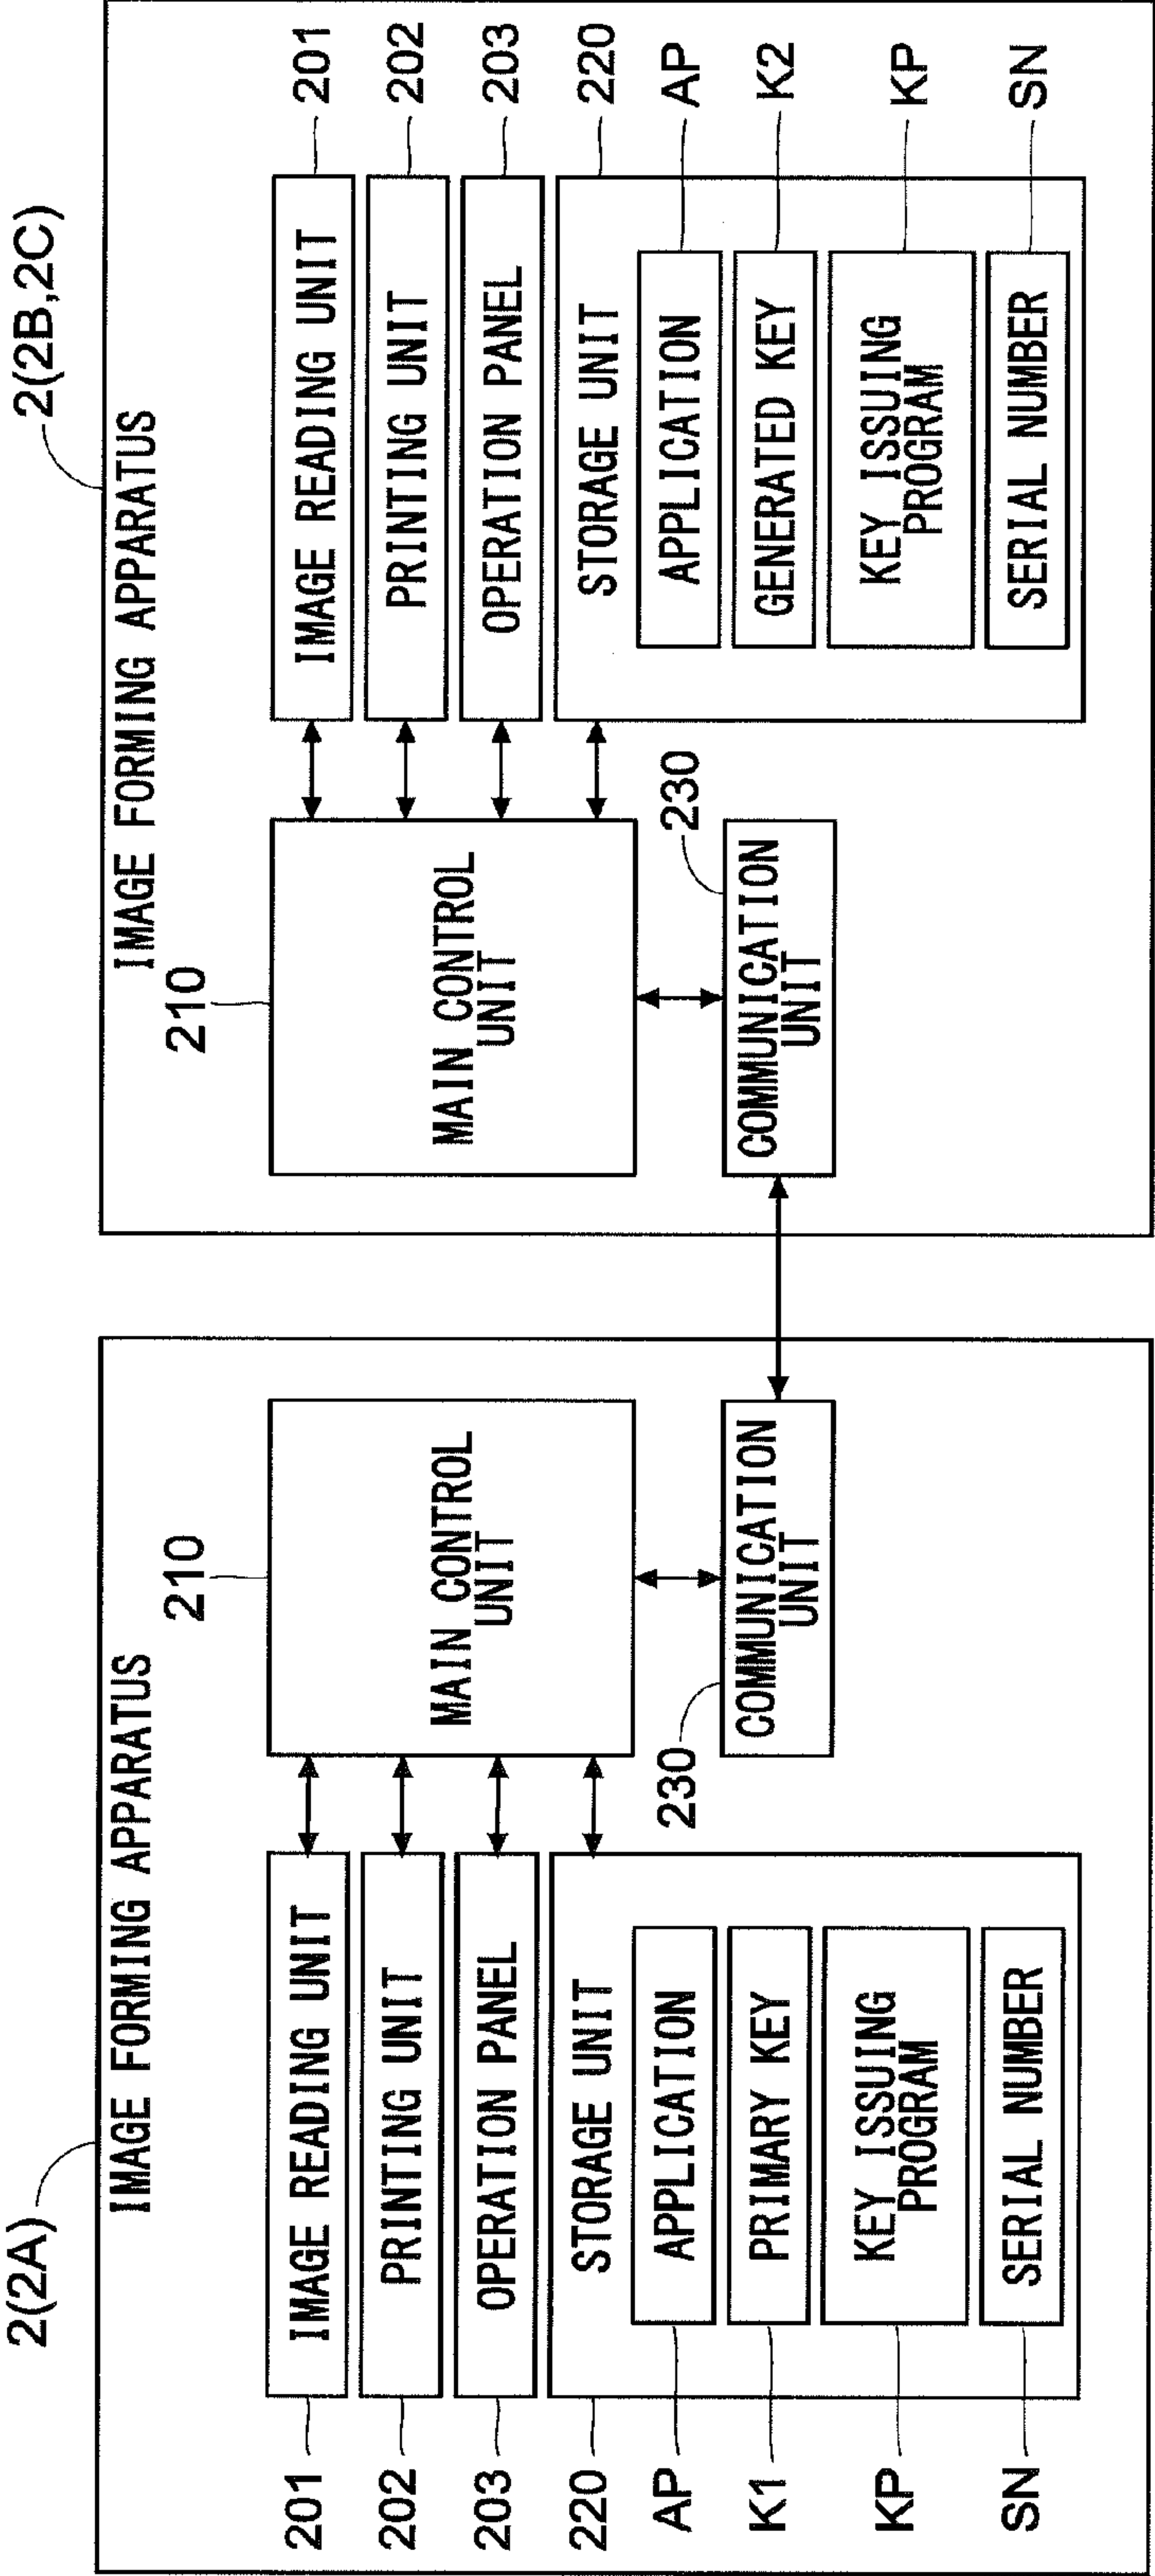 2(2A)
IMAGE FORMING APPARATUS
201
IMAGE READING UNIT
202
PRINTING UNIT
203
OPERATION PANEL
220
STORAGE UNIT
AP
APPLICATION
K1
PRIMARY KEY
KP
KEY ISSUING
PROGRAM
SN
SERIAL NUMBER
210
MAIN CONTROL
UNIT
230
COMMUNICATION
UNIT
2(2B,2C)
IMAGE FORMING APPARATUS
210
MAIN CONTROL
UNIT
230
COMMUNICATION
UNIT
IMAGE READING UNIT
201
PRINTING UNIT
202
OPERATION PANEL
203
STORAGE UNIT
220
APPLICATION
AP
GENERATED KEY
K2
KEY ISSUING
PROGRAM
KP
SERIAL NUMBER
SN